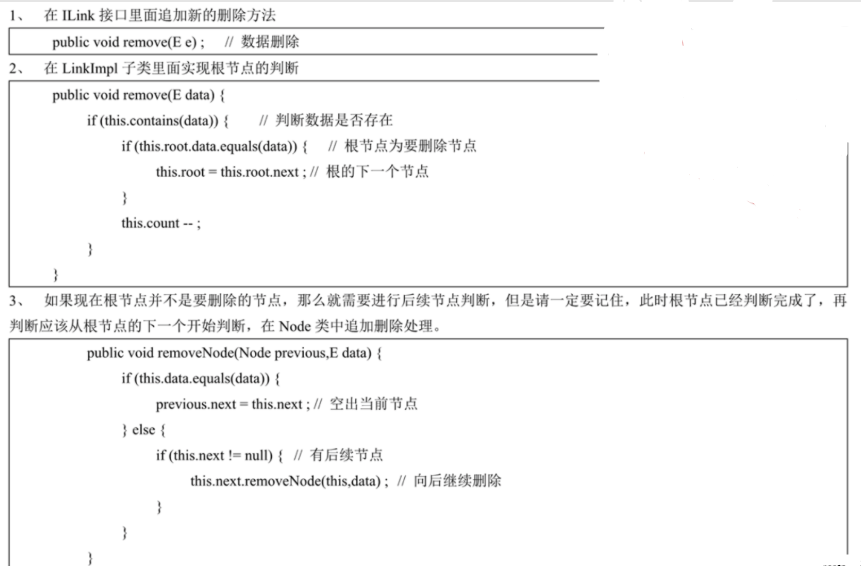 1、 在 ILink 接口里面追加新的删除方法
public void remove(E e) ; // 数据删除
2、 在 LinkImpl 子类里面实现根节点的判断
public void remove(E data) {
if (this.contains(data)) { // 判断数据是否存在
if (this.root.data.equals(data)) { // 根节点为要删除节点
this.root = this.root.next ; // 根的下一个节点
}
this.count -- ;
}
}
3、 如果现在根节点并不是要删除的节点，那么就需要进行后续节点判断，但是请一定要记住，此时根节点已经判断完成了，再
判断应该从根节点的下一个开始判断，在 Node 类中追加删除处理。
public void removeNode(Node previous,E data) {
if (this.data.equals(data)) {
previous.next = this.next ; // 空出当前节点
} else {
if (this.next != null) { // 有后续节点
this.next.removeNode(this,data) ; // 向后继续删除
}
}
}